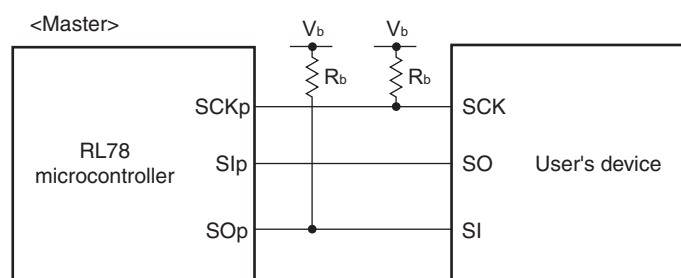 <Master>
Vb Vb
Rb Rb
SCKp SCK
RL78
microcontroller
SIp SO
User's device
SOp SI